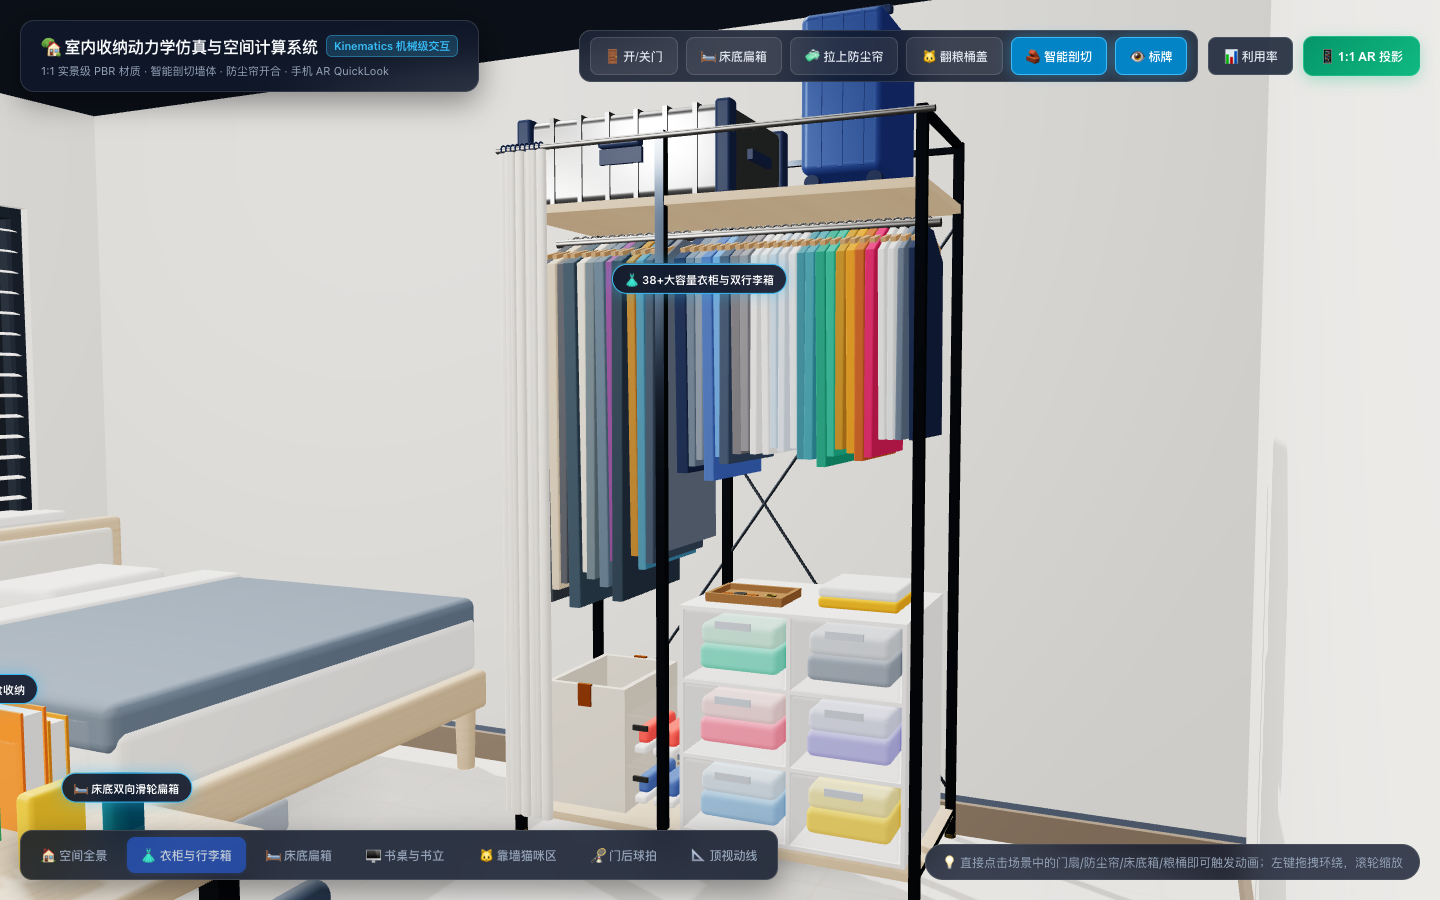 🏡 室内收纳动力学仿真与空间计算系统 Kinematics 机械级交互
1:1 实景级 PBR 材质 · 智能剖切墙体 · 防尘帘开合 · 手机 AR QuickLook
🚪 开/关门
🛏️ 床底扁箱
🧼 拉上防尘帘
🐱 翻粮桶盖
智能剖切
👁️ 标牌
📊 利用率
📱 1:1 AR 投影
👗 38+大容量衣柜与双行李箱
收纳
🛏️ 床底双向滑轮扁箱
🏠 空间全景
👗 衣柜与行李箱
🛏️ 床底扁箱
🖥️ 书桌与书立
🐱 靠墙猫咪区
门后球拍
📐 顶视动线
💡 直接点击场景中的门扇/防尘帘/床底箱/粮桶即可触发动画；左键拖拽环绕，滚轮缩放